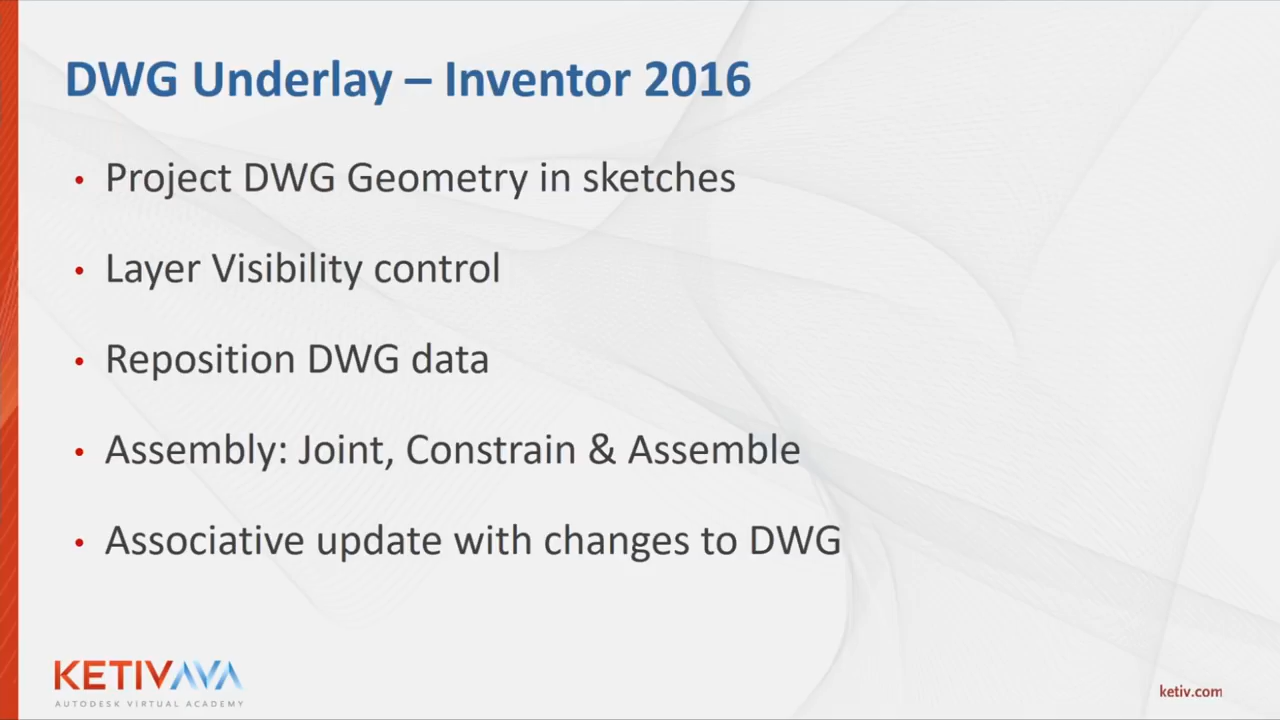 DWG Underlay – Inventor 2016
• Project DWG Geometry in sketches
• Layer Visibility control
• Reposition DWG data
• Assembly: Joint, Constrain & Assemble
• Associative update with changes to DWG
KETIVAVA
AUTODESK VIRTUAL ACADEMY
ketiv.com